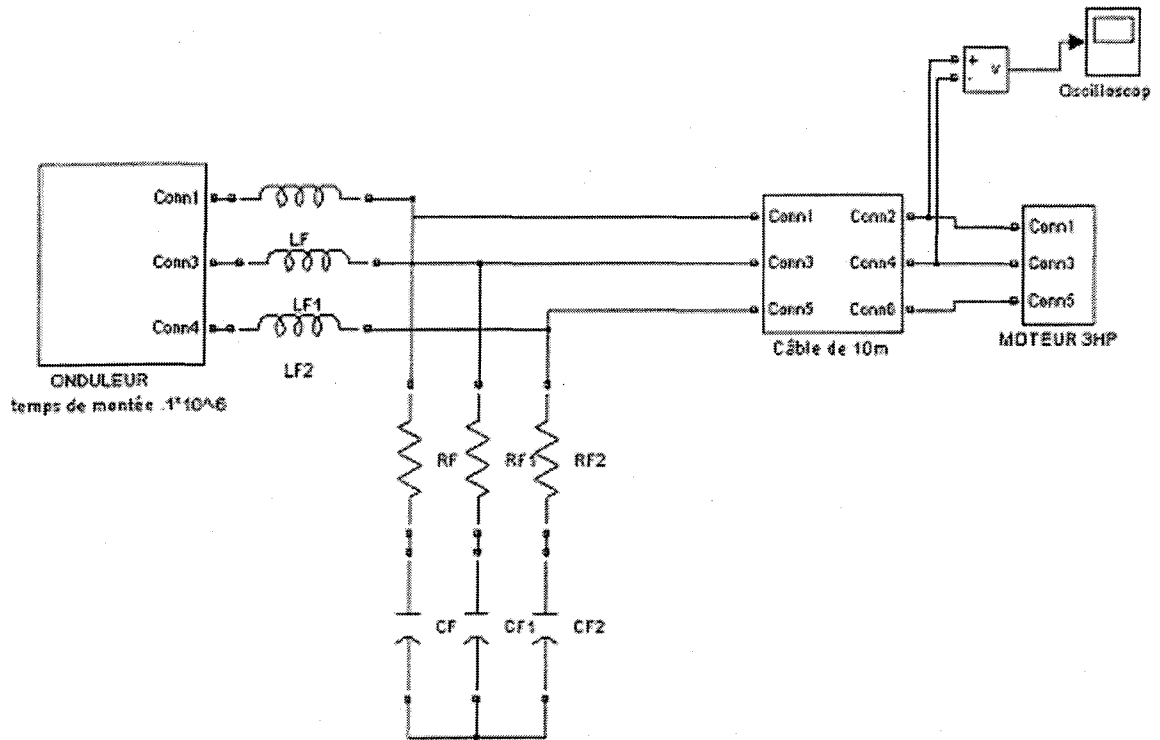 +
-
v
Oscilloscop
Conn1
Conn3
Conn4
ONDULEUR
temps de montée .1*10^6
LF
LF1
LF2
Conn1
Conn3
Conn5
Conn2
Conn4
Conn6
Câble de 10m
Conn1
Conn3
Conn5
MOTEUR 3HP
RF
RF1
RF2
CF
CF1
CF2